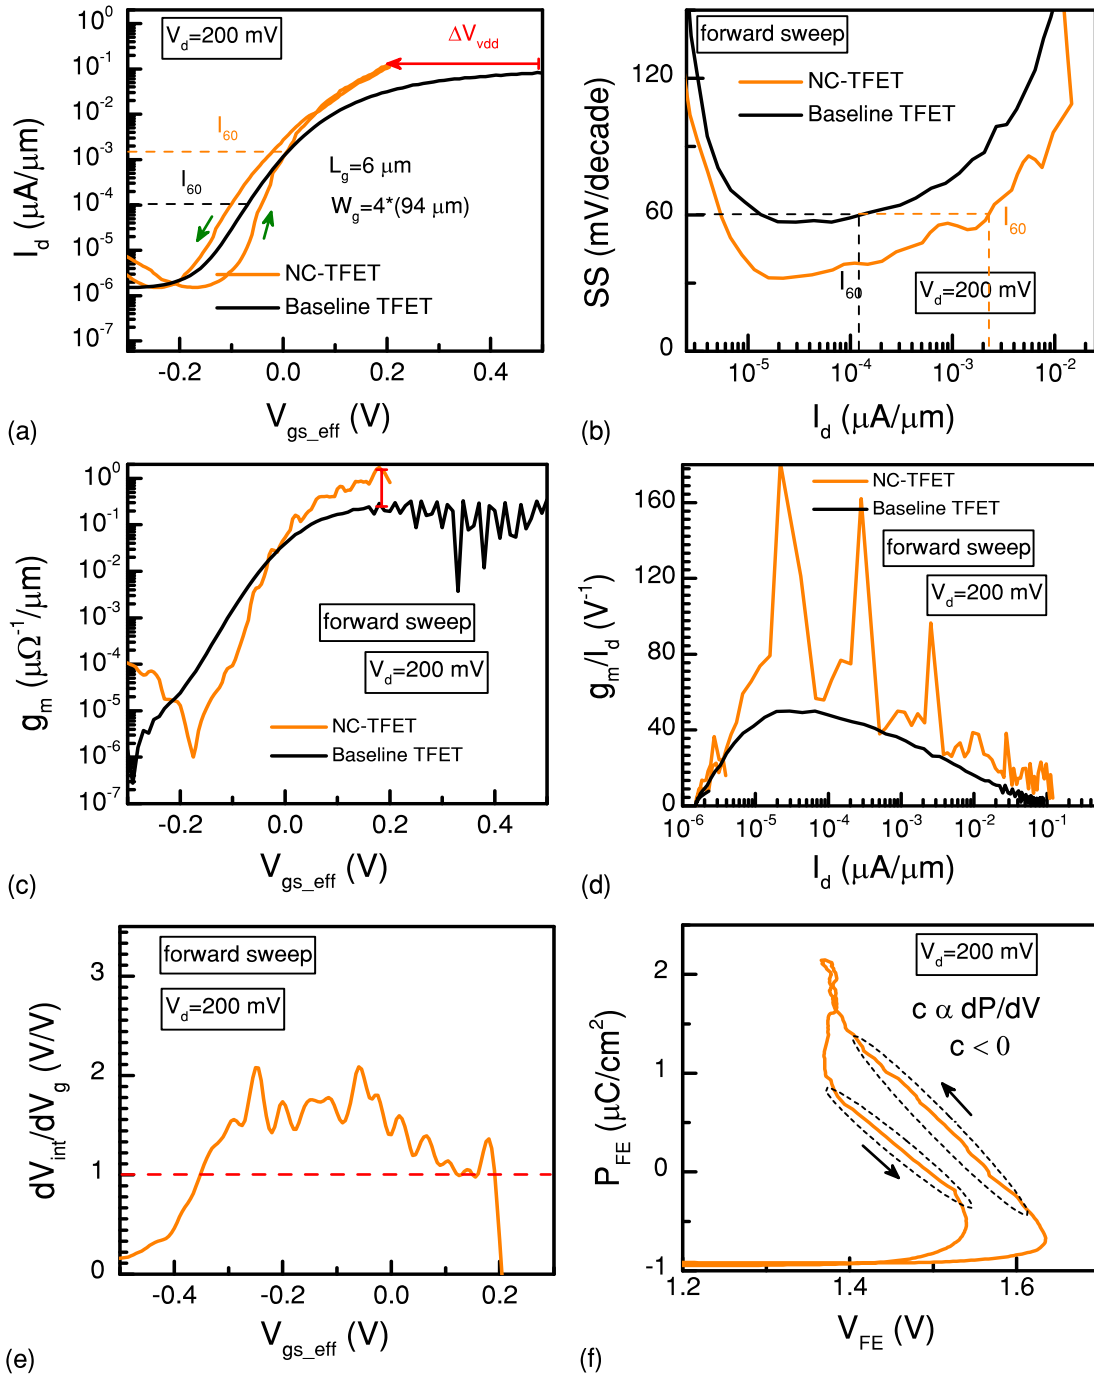 V_d=200 mV
ΔV_vdd
I_60
I_60
L_g=6 μm
W_g=4*(94 μm)
NC-TFET
Baseline TFET
10^0
10^-1
10^-2
10^-3
10^-4
10^-5
10^-6
10^-7
I_d (μA/μm)
-0.2
0.0
0.2
0.4
V_gs_eff (V)
(a)
forward sweep
NC-TFET
Baseline TFET
120
60
0
SS (mV/decade)
I_60
I_60
V_d=200 mV
10^-5
10^-4
10^-3
10^-2
I_d (μA/μm)
(b)
10^0
10^-1
10^-2
10^-3
10^-4
10^-5
10^-6
10^-7
g_m (μΩ^-1/μm)
forward sweep
V_d=200 mV
NC-TFET
Baseline TFET
-0.2
0.0
0.2
0.4
V_gs_eff (V)
(c)
NC-TFET
Baseline TFET
forward sweep
V_d=200 mV
160
120
80
40
0
g_m/I_d (V^-1)
10^-6
10^-5
10^-4
10^-3
10^-2
10^-1
I_d (μA/μm)
(d)
forward sweep
V_d=200 mV
3
2
1
0
dV_int/dV_g (V/V)
-0.4
-0.2
0.0
0.2
V_gs_eff (V)
(e)
V_d=200 mV
c α dP/dV
c < 0
2
1
0
-1
P_FE (μC/cm^2)
1.2
1.4
1.6
V_FE (V)
(f)